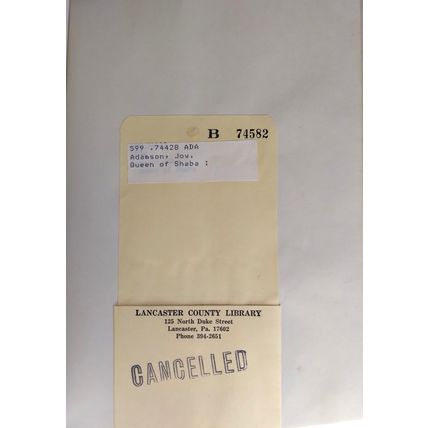 B 74582
599 .74428 ADA
Adamson, Joy.
Queen of Shaba :
LANCASTER COUNTY LIBRARY
125 North Duke Street
Lancaster, Pa. 17602
Phone 394-2651
CANCELLED